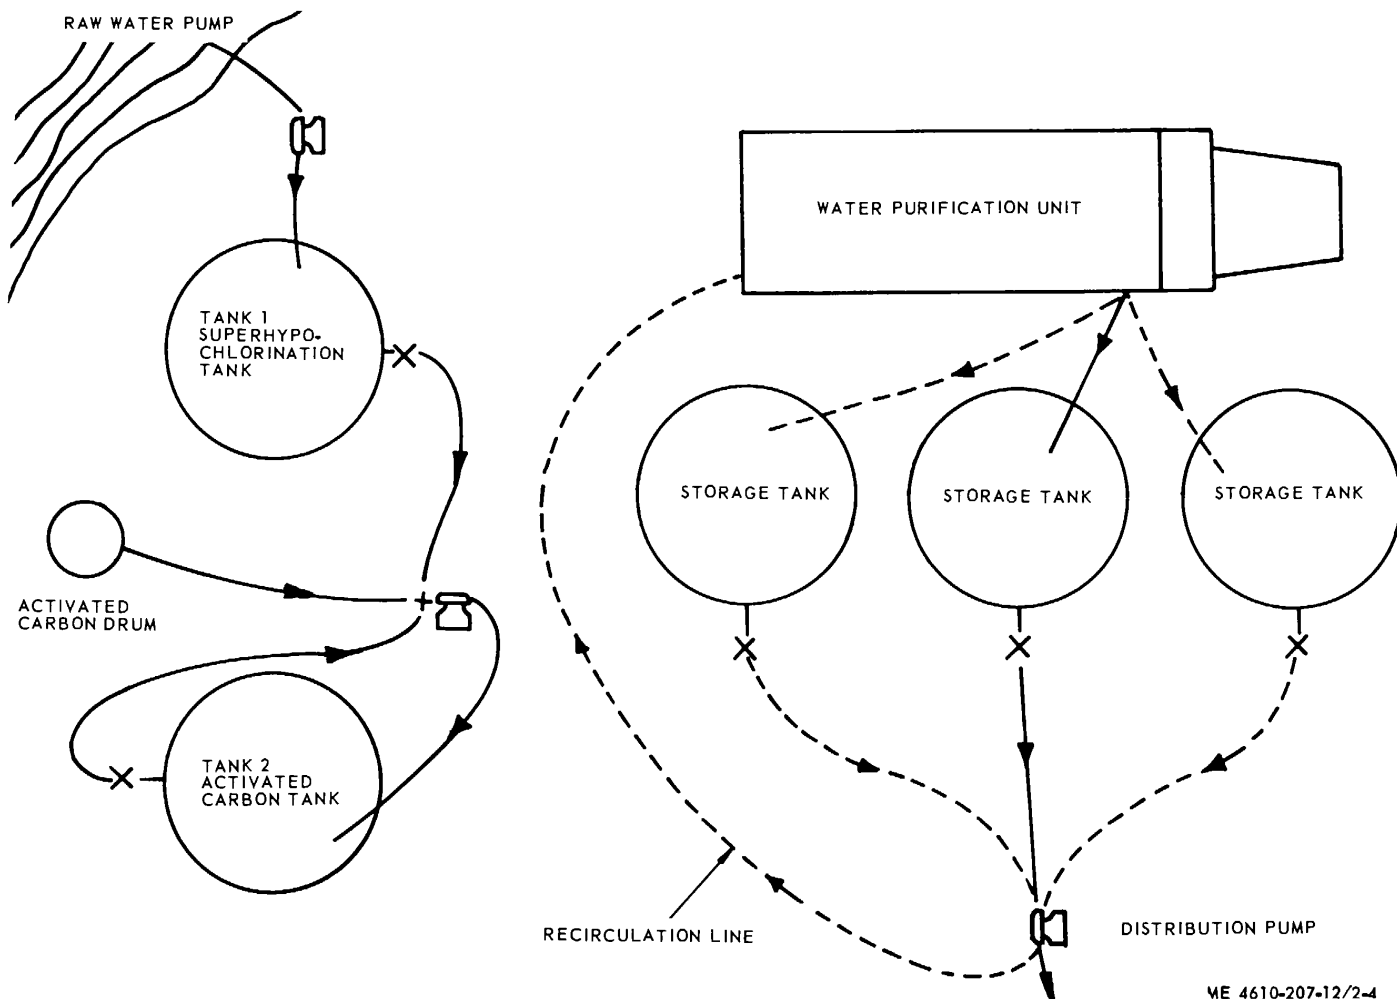 RAW WATER PUMP
WATER PURIFICATION UNIT
TANK 1
SUPERHYPO-
CHLORINATION
TANK
STORAGE TANK
STORAGE TANK
STORAGE TANK
ACTIVATED
CARBON DRUM
TANK 2
ACTIVATED
CARBON TANK
RECIRCULATION LINE
DISTRIBUTION PUMP
ME 4610-207-12/2-4